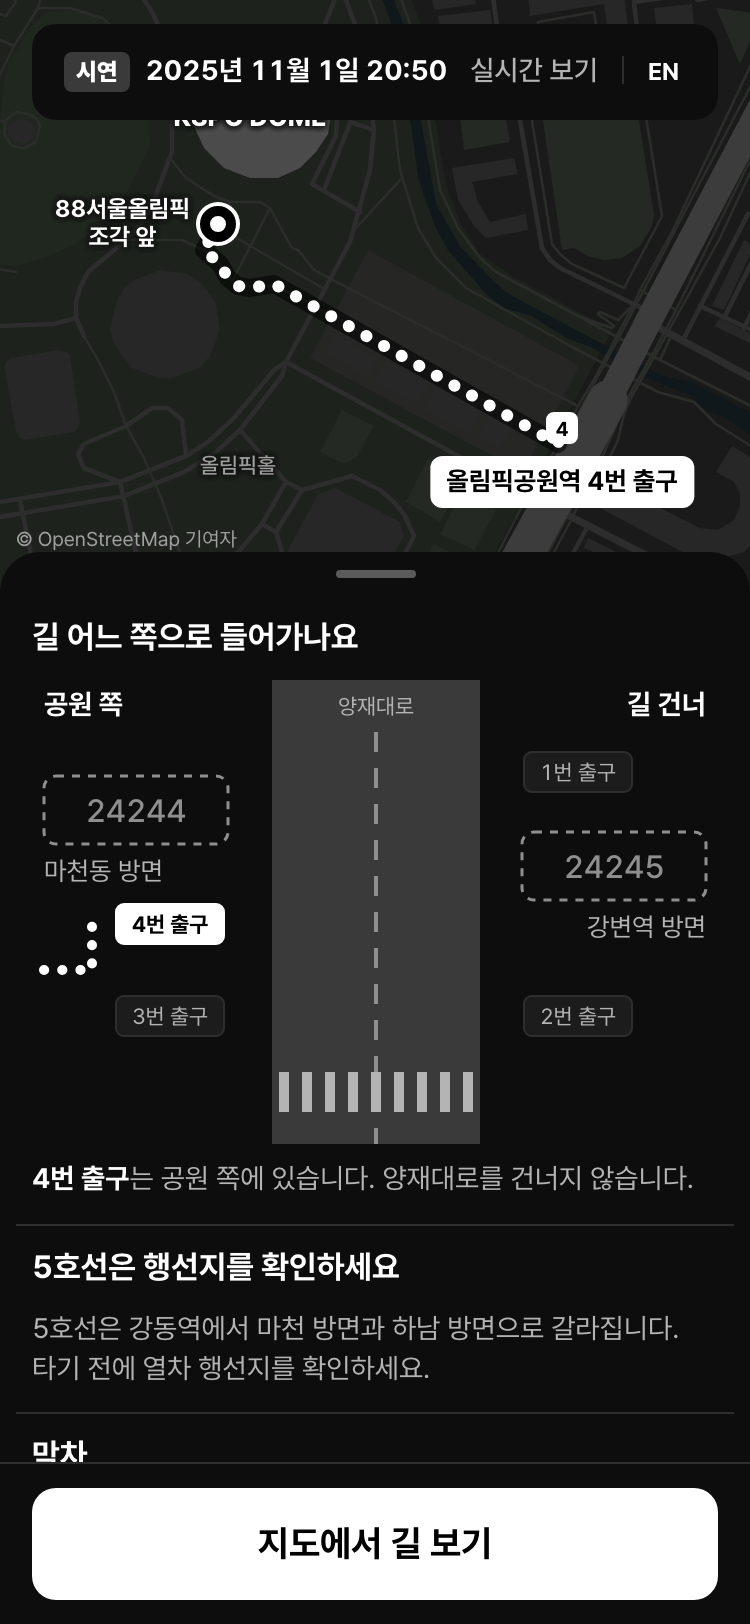 시연 2025년 11월 1일 20:50 실시간 보기 EN
KSPO DOME
88서울올림픽
조각 앞
4
올림픽공원역 4번 출구
올림픽홀
© OpenStreetMap 기여자
길 어느 쪽으로 들어가나요
공원 쪽
양재대로
길 건너
1번 출구
24244
마천동 방면
24245
강변역 방면
4번 출구
3번 출구
2번 출구
4번 출구는 공원 쪽에 있습니다. 양재대로를 건너지 않습니다.
5호선은 행선지를 확인하세요
5호선은 강동역에서 마천 방면과 하남 방면으로 갈라집니다.
타기 전에 열차 행선지를 확인하세요.
막차
지도에서 길 보기